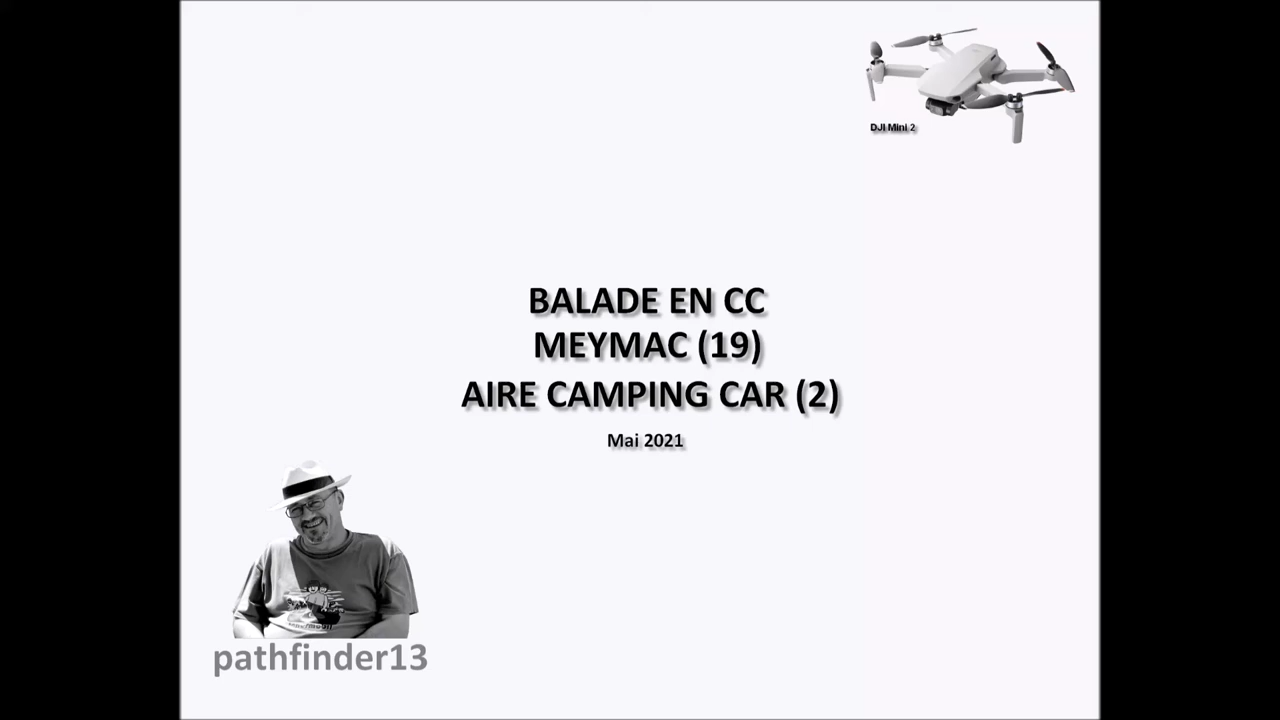 DJI Mini 2
BALADE EN CC
MEYMAC (19)
AIRE CAMPING CAR (2)
Mai 2021
pathfinder13